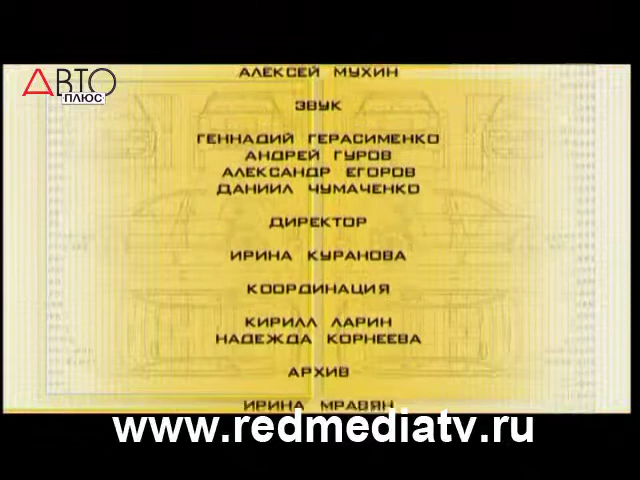 АВТО
ПЛЮС
АЛЕКСЕЙ МУХИН
ЗВУК
ГЕННАДИЙ ГЕРАСИМЕНКО
АНДРЕЙ ГУРОВ
АЛЕКСАНДР ЕГОРОВ
ДАНИИЛ ЧУМАЧЕНКО
ДИРЕКТОР
ИРИНА КУРАНОВА
КООРДИНАЦИЯ
КИРИЛЛ ЛАРИН
НАДЕЖДА КОРНЕЕВА
АРХИВ
ИРИНА МРАВЯН
www.redmediatv.ru